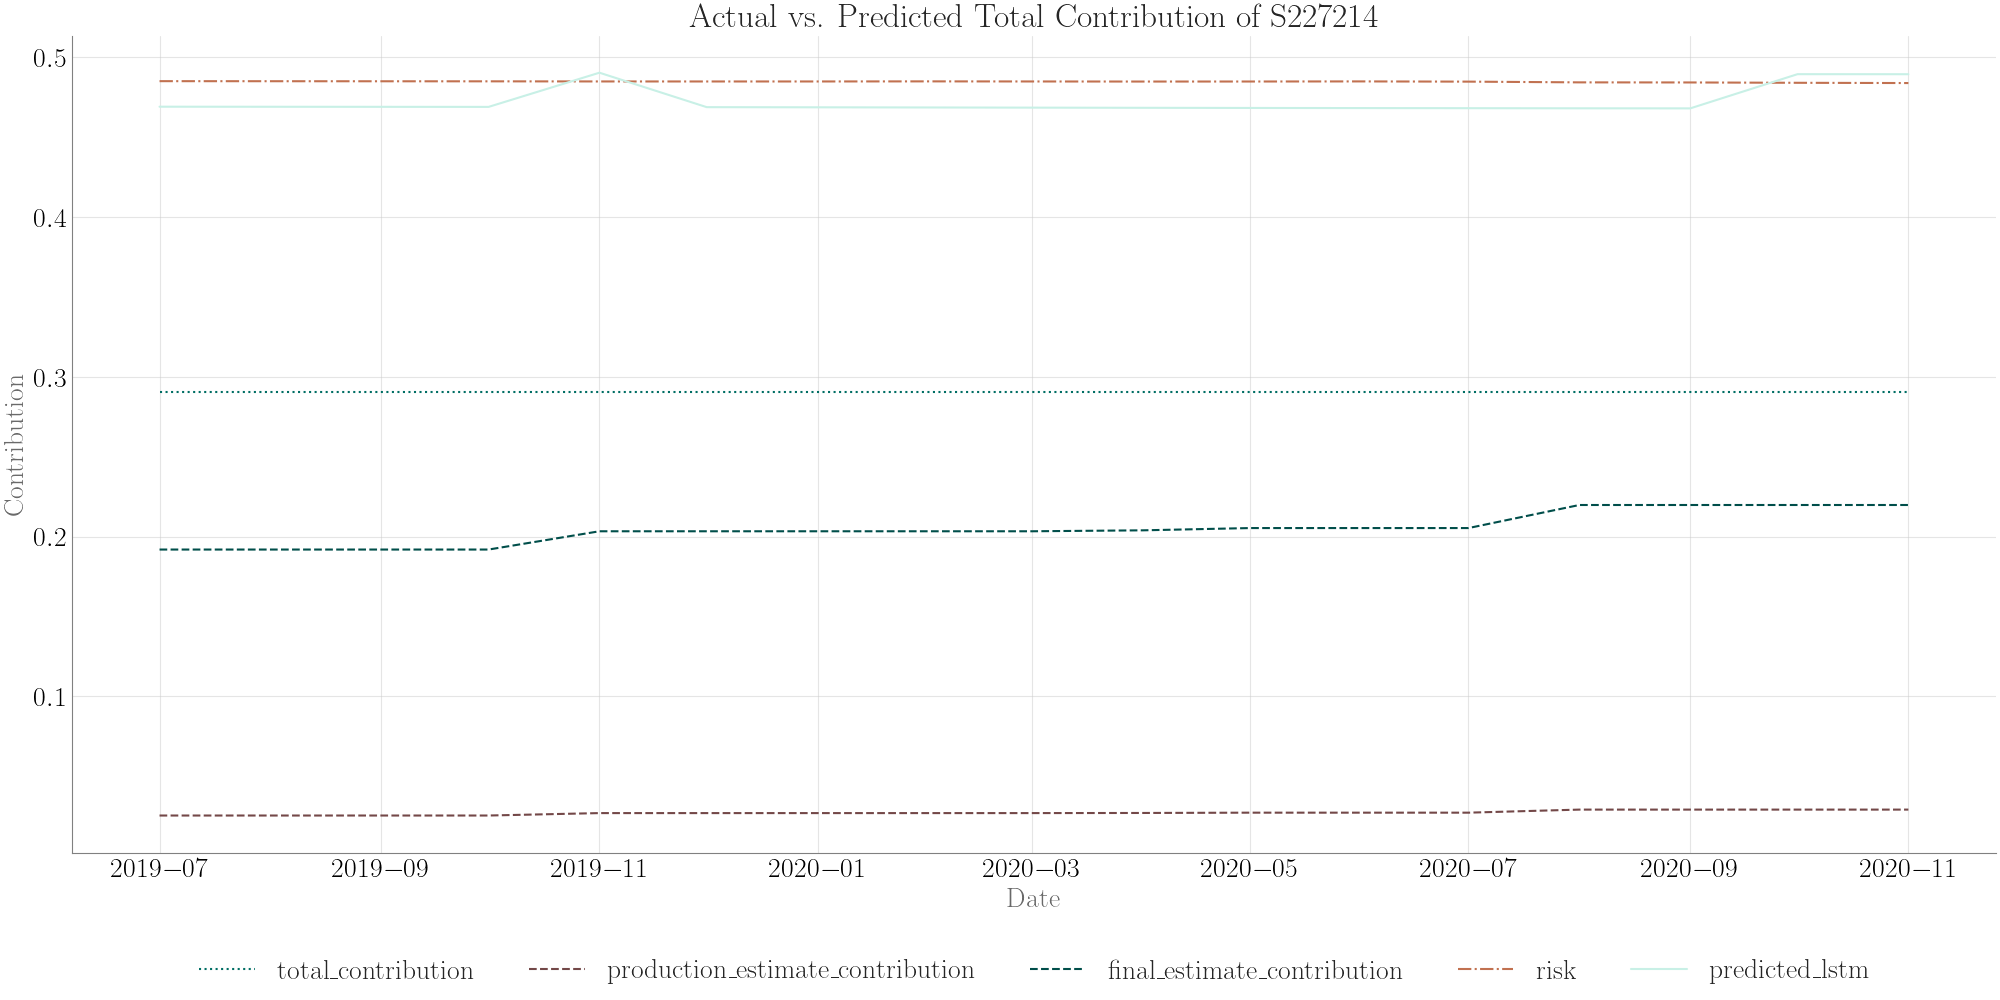 Actual vs. Predicted Total Contribution of S227214
0.5
0.4
0.3
0.2
0.1
Contribution
2019–07 2019–09 2019–11 2020–01 2020–03 2020–05 2020–07 2020–09 2020–11
Date
total_contribution production_estimate_contribution final_estimate_contribution risk predicted_lstm